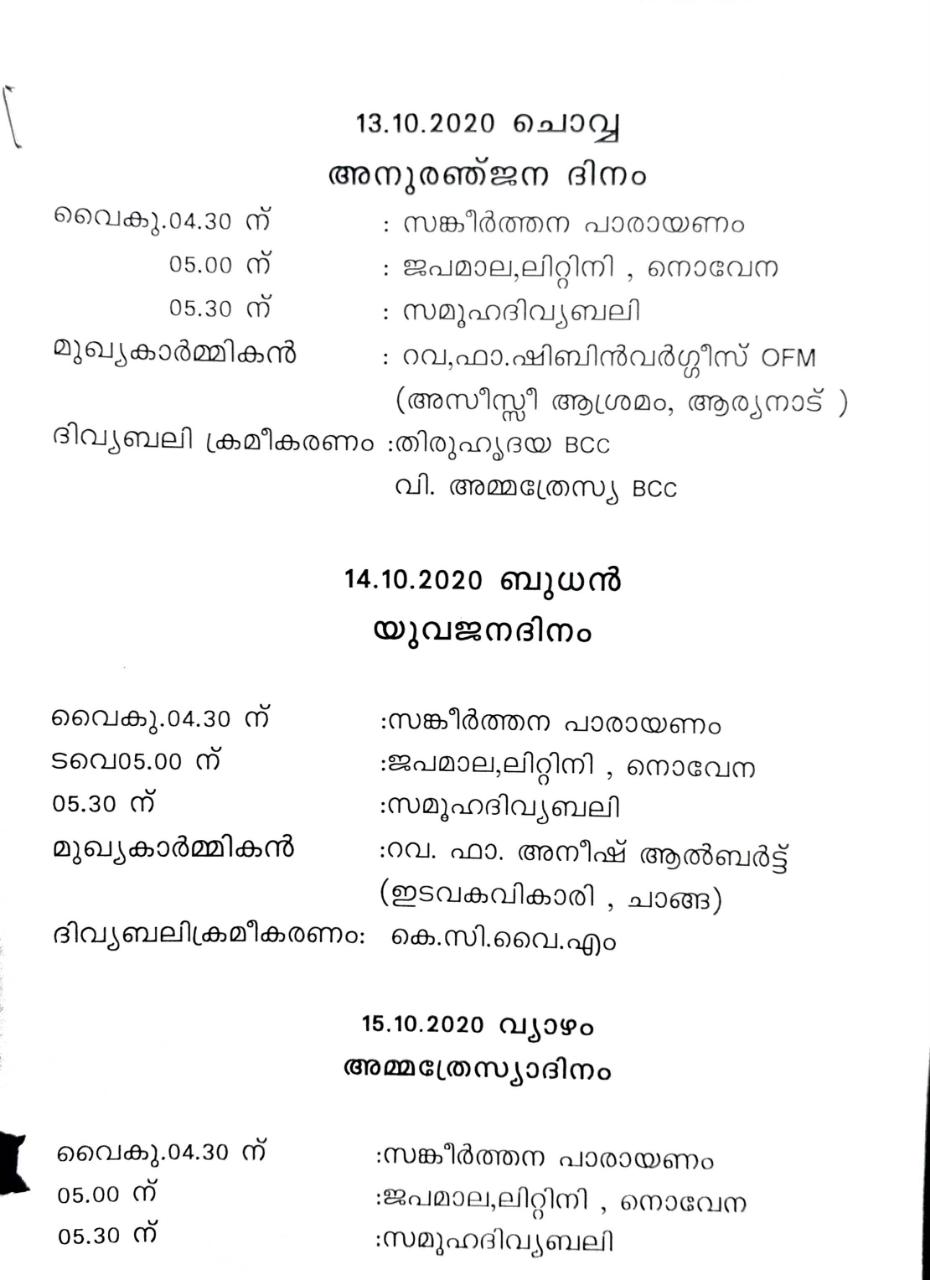 13.10.2020 ചൊവ്വ
അനുരഞ്ജന ദിനം
വൈകു.04.30 ന് : സങ്കീർത്തന പാരായണം
05.00 ന് : ജപമാല,ലിറ്റിനി , നൊവേന
05.30 ന് : സമൂഹദിവ്യബലി
മുഖ്യകാർമ്മികൻ : റവ,ഫാ.ഷിബിൻവർഗ്ഗീസ് OFM
(അസീസ്സീ ആശ്രമം, ആര്യനാട് )
ദിവ്യബലി ക്രമീകരണം :തിരുഹൃദയ BCC
വി. അമ്മത്രേസ്യ BCC
14.10.2020 ബുധൻ
യുവജനദിനം
വൈകു.04.30 ന് :സങ്കീർത്തന പാരായണം
ടവെ05.00 ന് :ജപമാല,ലിറ്റിനി , നൊവേന
05.30 ന് :സമൂഹദിവ്യബലി
മുഖ്യകാർമ്മികൻ :റവ. ഫാ. അനീഷ് ആൽബർട്ട്
(ഇടവകവികാരി , ചാങ്ങ)
ദിവ്യബലിക്രമീകരണം: കെ.സി.വൈ.എം
15.10.2020 വ്യാഴം
അമ്മത്രേസ്യാദിനം
വൈകു.04.30 ന് :സങ്കീർത്തന പാരായണം
05.00 ന് :ജപമാല,ലിറ്റിനി , നൊവേന
05.30 ന് :സമുഹദിവ്യബലി